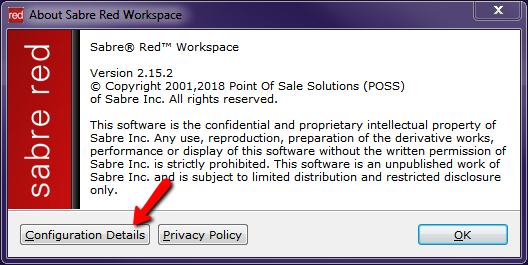 red
About Sabre Red Workspace
sabre red
Sabre® Red™ Workspace
Version 2.15.2
© Copyright 2001,2018 Point Of Sale Solutions (POSS)
of Sabre Inc. All rights reserved.
This software is the confidential and proprietary intellectual property of
Sabre Inc. Any use, reproduction, preparation of the derivative works,
performance or display of this software without the written permission of
Sabre Inc. is strictly prohibited. This software is an unpublished work of
Sabre Inc. and is subject to limited distribution and restricted disclosure
only.
Configuration Details
Privacy Policy
OK